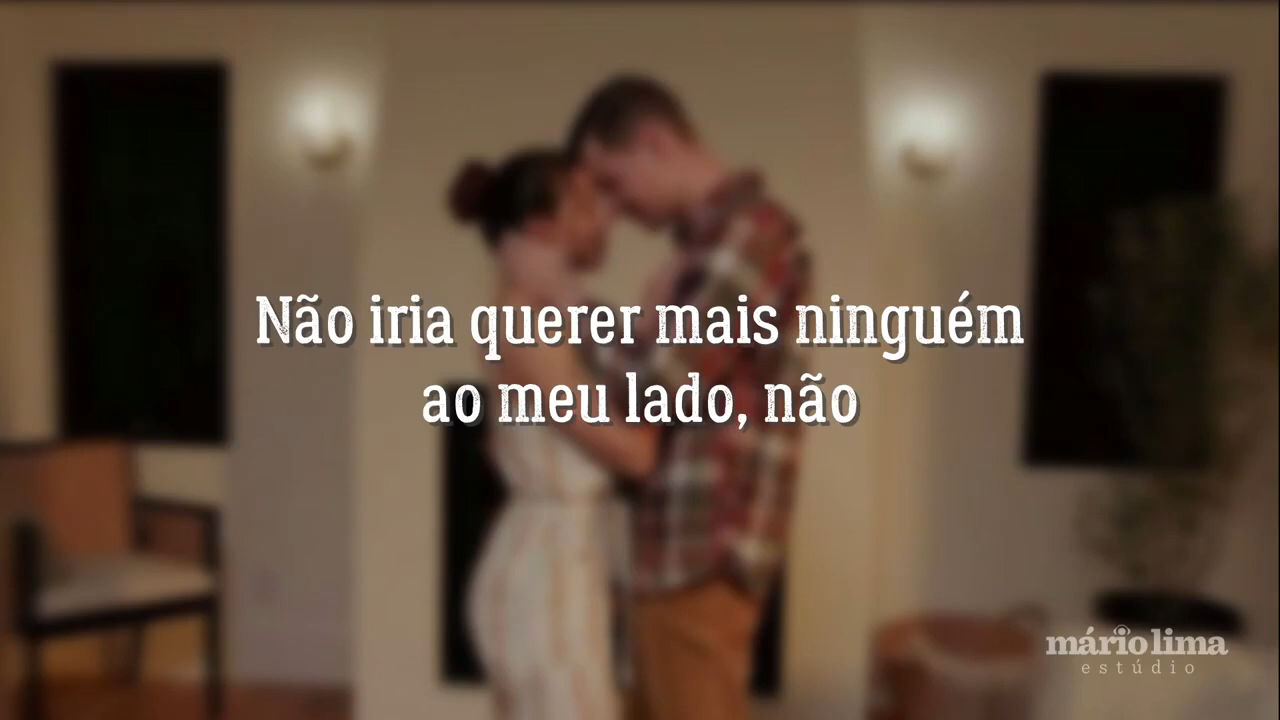 Não iria querer mais ninguém
ao meu lado, não
mário lima
estúdio